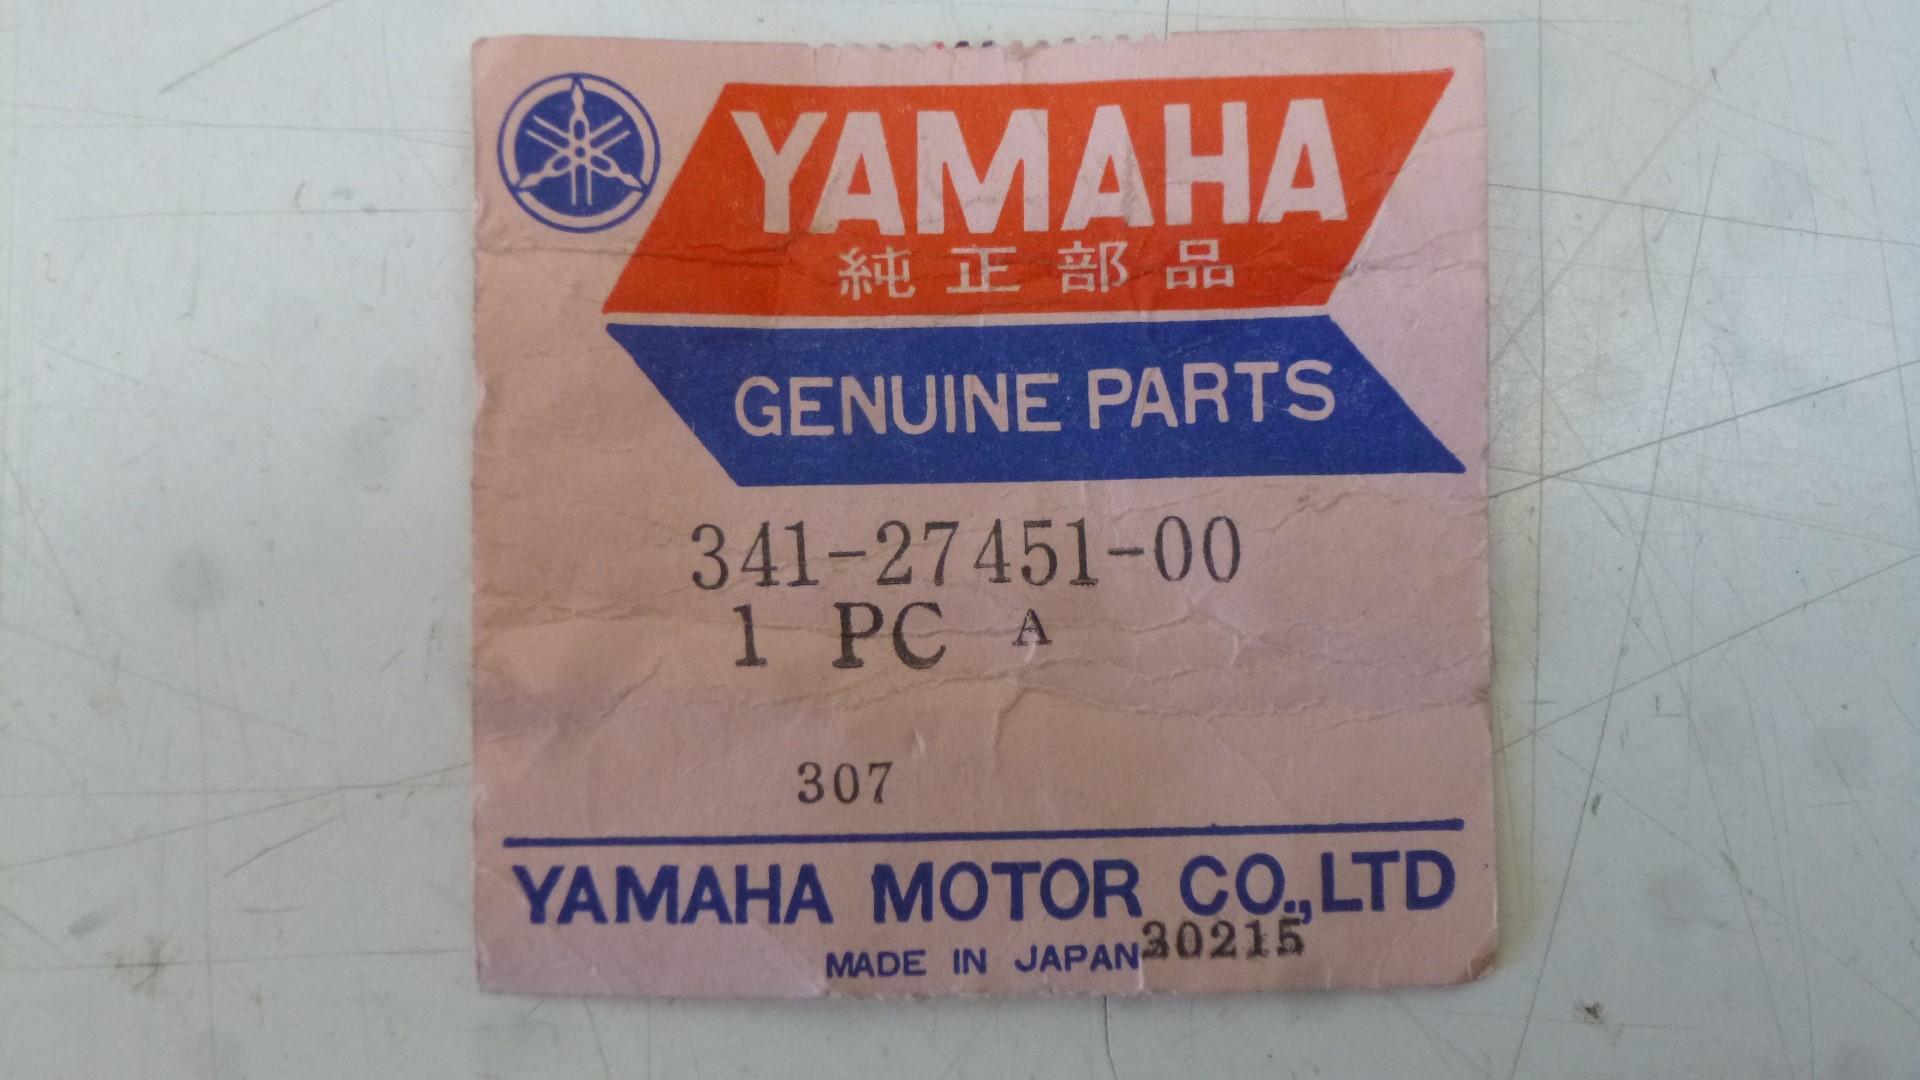 YAMAHA
純正部品
GENUINE PARTS
341-27451-00
1 PC A
307
YAMAHA MOTOR CO.,LTD
MADE IN JAPAN 30215